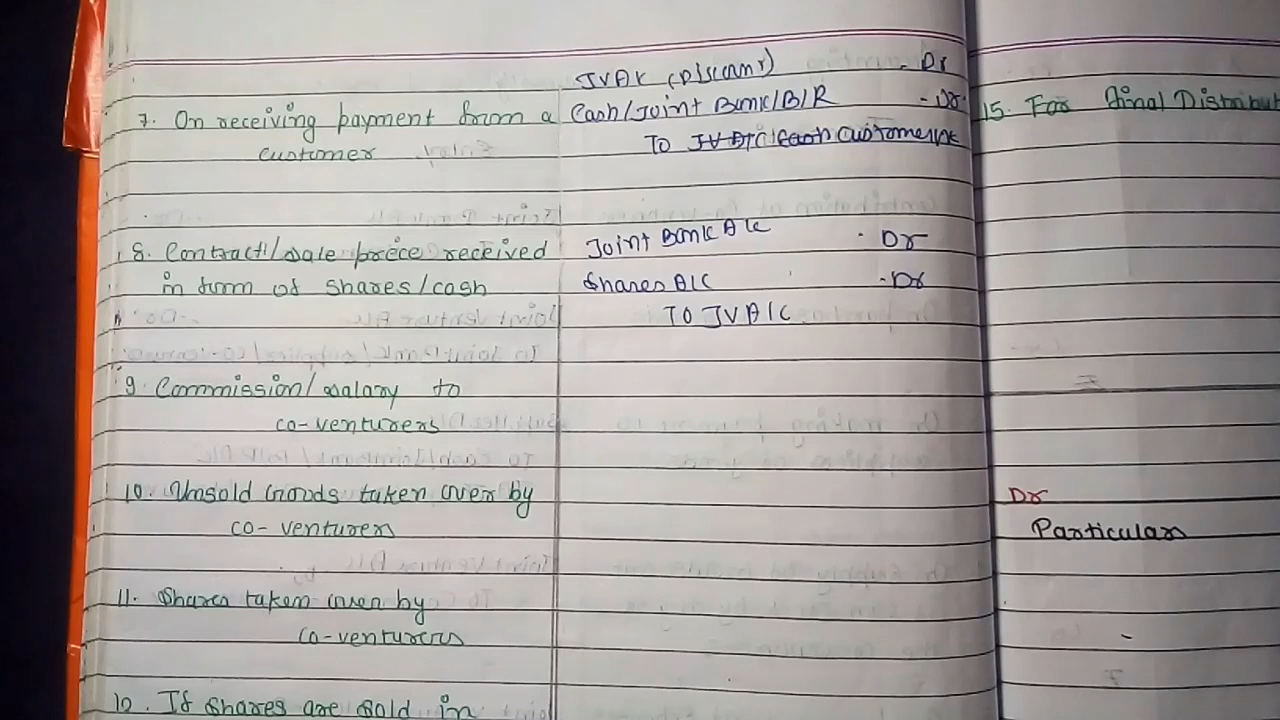 JV A/c (Discount) - Dr
7. On receiving payment from a Cash/Joint Bank/B/R - Dr
customer To JV A/c/Cash Customer A/c
8. Contract/sale price received Joint Bank A/c - Dr
in form of shares/cash Shares A/c - Dr
To JV A/c
9. Commission/salary to
co-venturers
10. Unsold Goods taken over by
co-venturers
11. Shares taken over by
co-venturers
12. If shares are sold in
15. For Final Distribut
Dr
Particulars